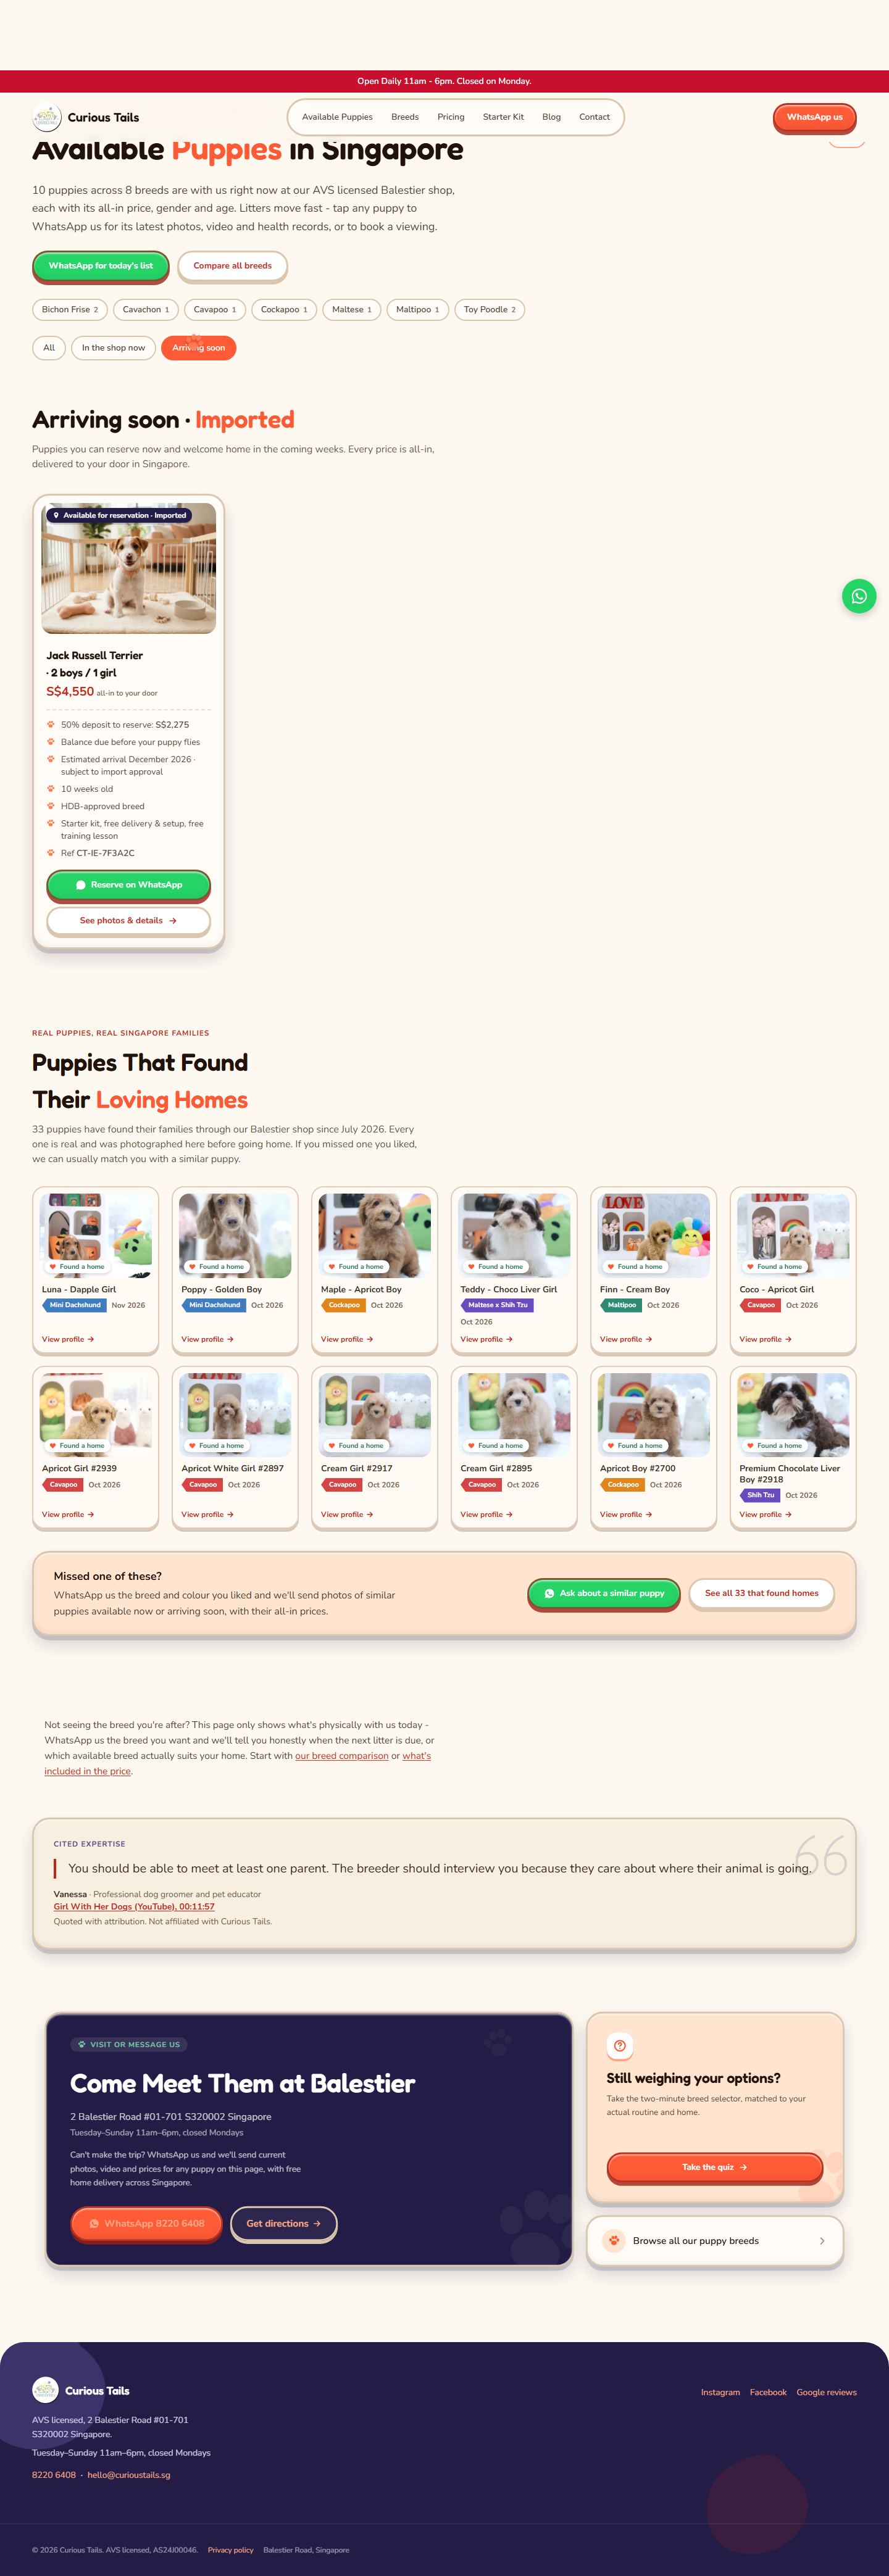 Open Daily 11am - 6pm. Closed on Monday.
Curious Tails
Available Puppies
Breeds
Pricing
Starter Kit
Blog
Contact
WhatsApp us
Available Puppies in Singapore
10 puppies across 8 breeds are with us right now at our AVS licensed Balestier shop,
each with its all-in price, gender and age. Litters move fast - tap any puppy to
WhatsApp us for its latest photos, video and health records, or to book a viewing.
WhatsApp for today's list
Compare all breeds
Bichon Frise 2
Cavachon 1
Cavapoo 1
Cockapoo 1
Maltese 1
Maltipoo 1
Toy Poodle 2
All
In the shop now
Arriving soon
Arriving soon · Imported
Puppies you can reserve now and welcome home in the coming weeks. Every price is all-in,
delivered to your door in Singapore.
Available for reservation · Imported
Jack Russell Terrier
· 2 boys / 1 girl
S$4,550 all-in to your door
50% deposit to reserve: S$2,275
Balance due before your puppy flies
Estimated arrival December 2026 ·
subject to import approval
10 weeks old
HDB-approved breed
Starter kit, free delivery & setup, free
training lesson
Ref CT-IE-7F3A2C
Reserve on WhatsApp
See photos & details →
REAL PUPPIES, REAL SINGAPORE FAMILIES
Puppies That Found
Their Loving Homes
33 puppies have found their families through our Balestier shop since July 2026. Every
one is real and was photographed here before going home. If you missed one you liked,
we can usually match you with a similar puppy.
Found a home
Luna - Dapple Girl
Mini Dachshund Nov 2026
View profile →
Found a home
Poppy - Golden Boy
Mini Dachshund Oct 2026
View profile →
Found a home
Maple - Apricot Boy
Cockapoo Oct 2026
View profile →
Found a home
Teddy - Choco Liver Girl
Maltese x Shih Tzu
Oct 2026
View profile →
LOVE
Found a home
Finn - Cream Boy
Maltipoo Oct 2026
View profile →
LOVE
Found a home
Coco - Apricot Girl
Cavapoo Oct 2026
View profile →
Found a home
Apricot Girl #2939
Cavapoo Oct 2026
View profile →
Found a home
Apricot White Girl #2897
Cavapoo Oct 2026
View profile →
Found a home
Cream Girl #2917
Cavapoo Oct 2026
View profile →
Found a home
Cream Girl #2895
Cavapoo Oct 2026
View profile →
Found a home
Apricot Boy #2700
Cockapoo Oct 2026
View profile →
Found a home
Premium Chocolate Liver
Boy #2918
Shih Tzu Oct 2026
View profile →
Missed one of these?
WhatsApp us the breed and colour you liked and we'll send photos of similar
puppies available now or arriving soon, with their all-in prices.
Ask about a similar puppy
See all 33 that found homes
Not seeing the breed you're after? This page only shows what's physically with us today -
WhatsApp us the breed you want and we'll tell you honestly when the next litter is due, or
which available breed actually suits your home. Start with our breed comparison or what's
included in the price.
CITED EXPERTISE
You should be able to meet at least one parent. The breeder should interview you because they care about where their animal is going.
Vanessa · Professional dog groomer and pet educator
Girl With Her Dogs (YouTube), 00:11:57
Quoted with attribution. Not affiliated with Curious Tails.
VISIT OR MESSAGE US
Come Meet Them at Balestier
2 Balestier Road #01-701 S320002 Singapore
Tuesday–Sunday 11am–6pm, closed Mondays
Can't make the trip? WhatsApp us and we'll send current
photos, video and prices for any puppy on this page, with free
home delivery across Singapore.
WhatsApp 8220 6408
Get directions →
Still weighing your options?
Take the two-minute breed selector, matched to your
actual routine and home.
Take the quiz →
Browse all our puppy breeds
Curious Tails
Instagram
Facebook
Google reviews
AVS licensed, 2 Balestier Road #01-701
S320002 Singapore.
Tuesday–Sunday 11am–6pm, closed Mondays
8220 6408 · hello@curioustails.sg
© 2026 Curious Tails. AVS licensed, AS24J00046.
Privacy policy
Balestier Road, Singapore